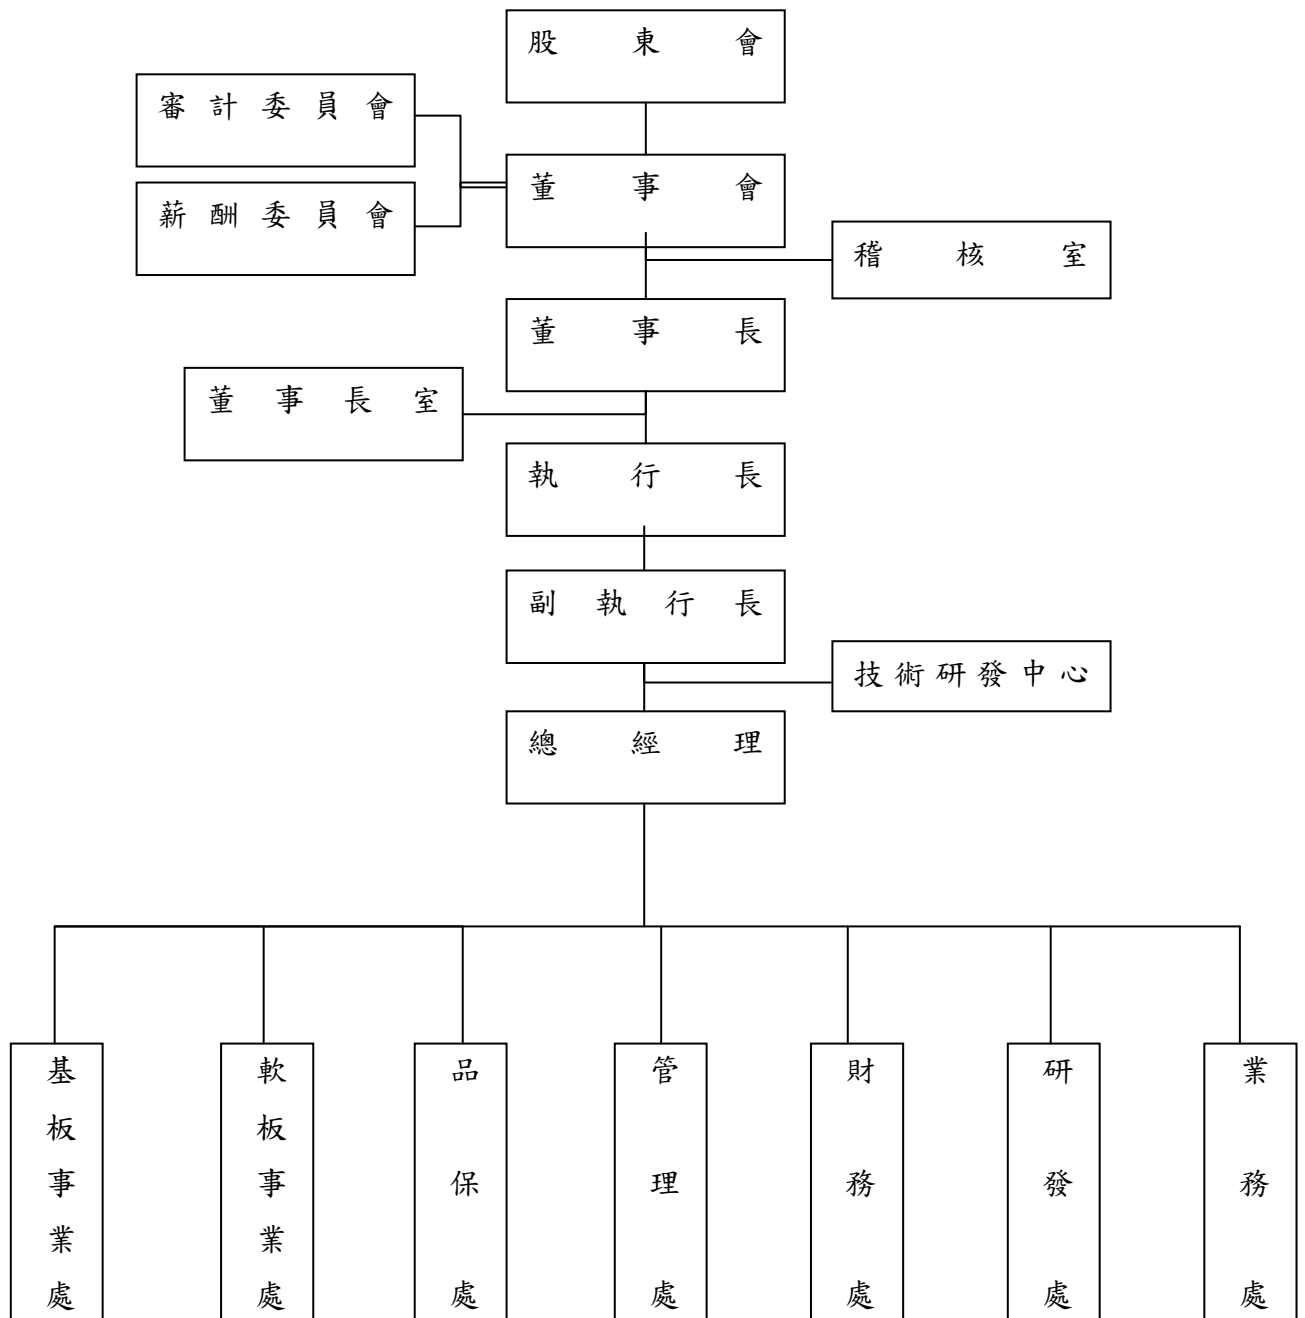 股東會
審計委員會
董事會
薪酬委員會
稽核室
董事長
董事長室
執行長
副執行長
技術研發中心
總經理
基板事業處
軟板事業處
品保處
管理處
財務處
研發處
業務處